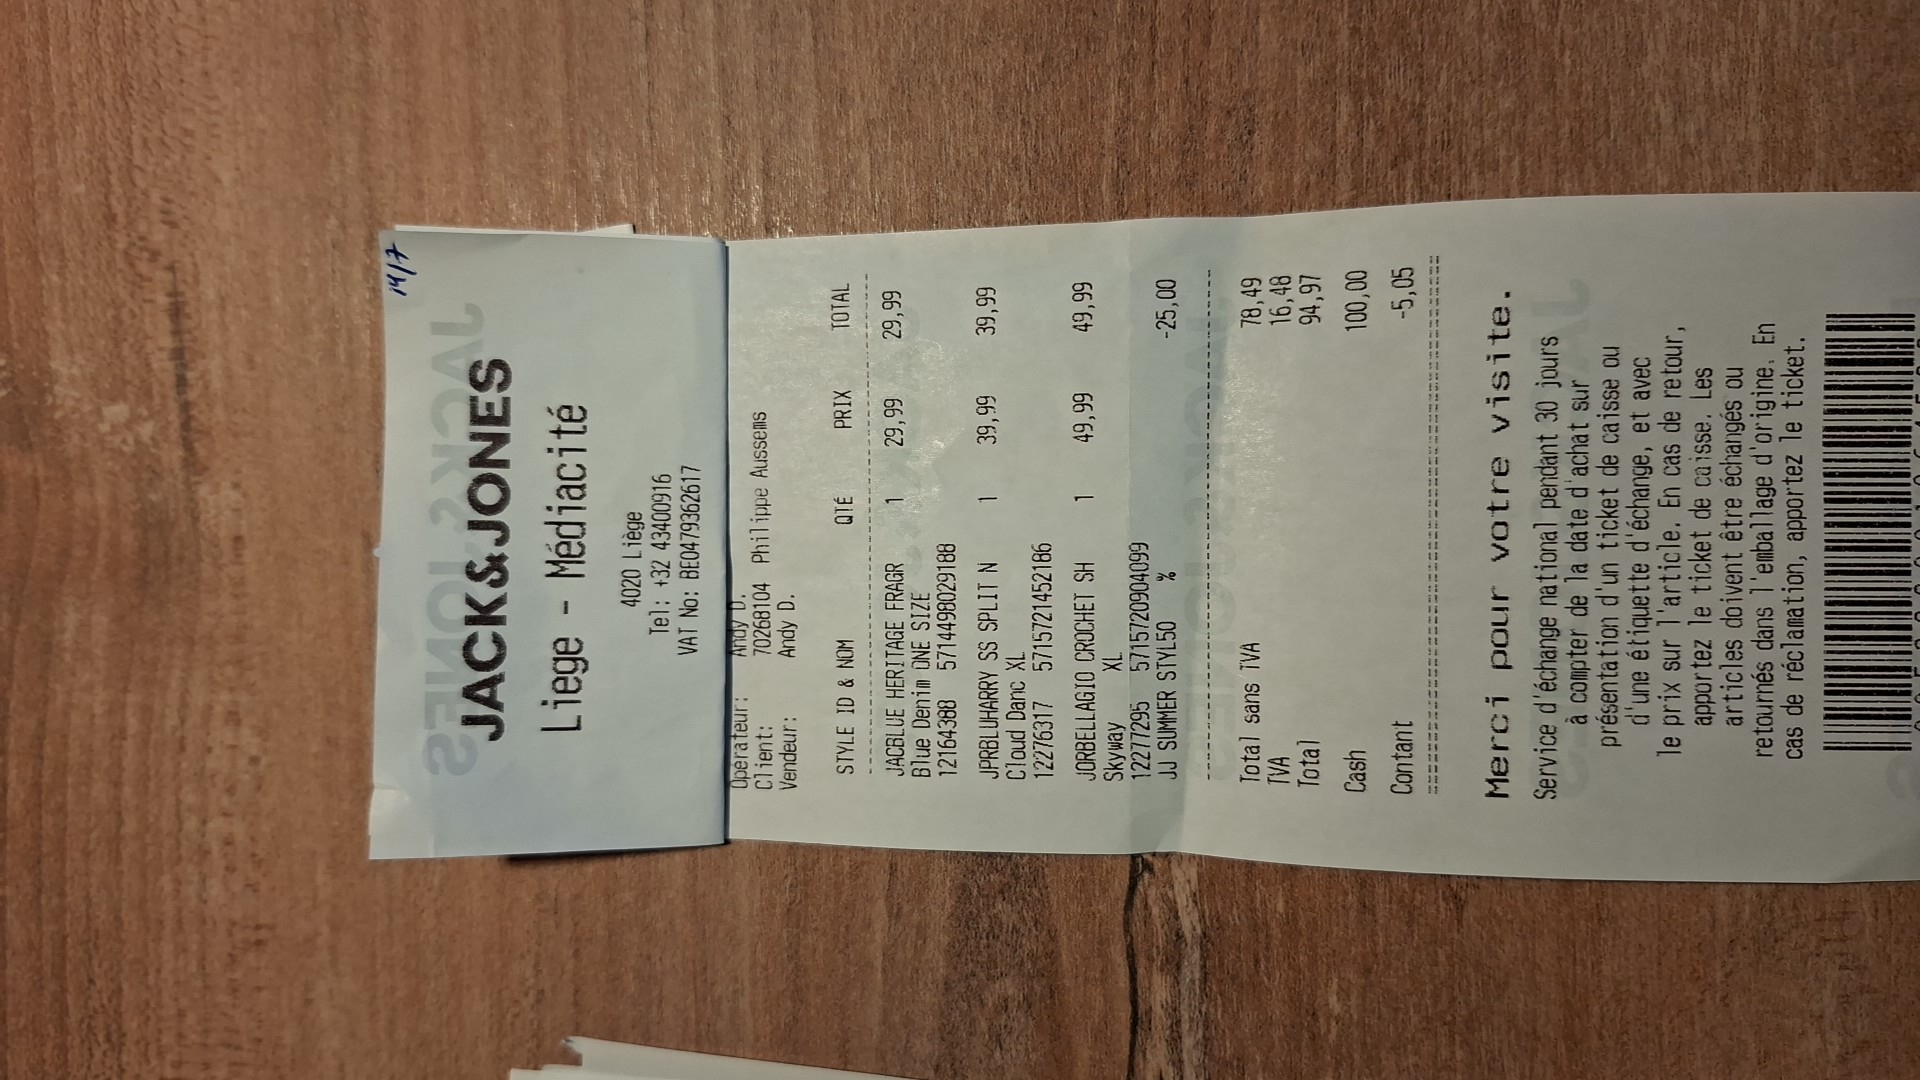 14/7
JACK&JONES
Liege - Médiacité
4020 Liège
Tel: +32 43400916
VAT No: BE0479362617
Opérateur: Andy D.
Client: 70268104 Philippe Aussems
Vendeur: Andy D.
STYLE ID & NOM QTÉ PRIX TOTAL
JACBLUE HERITAGE FRAGR 1 29,99 29,99
Blue Denim ONE SIZE
12164388 5714498029188
JPRBLUHARRY SS SPLIT N 1 39,99 39,99
Cloud Danc XL
12276317 5715721452186
JORBELLAGIO CROCHET SH 1 49,99 49,99
Skyway XL
12277295 5715720904099
JJ SUMMER STYL50 % -25,00
Total sans TVA 78,49
TVA 16,48
Total 94,97
Cash 100,00
Contant -5,05
Merci pour votre visite.
Service d'échange national pendant 30 jours
à compter de la date d'achat sur
présentation d'un ticket de caisse ou
d'une étiquette d'échange, et avec
le prix sur l'article. En cas de retour,
apportez le ticket de caisse. Les
articles doivent être échangés ou
retournés dans l'emballage d'origine. En
cas de réclamation, apportez le ticket.